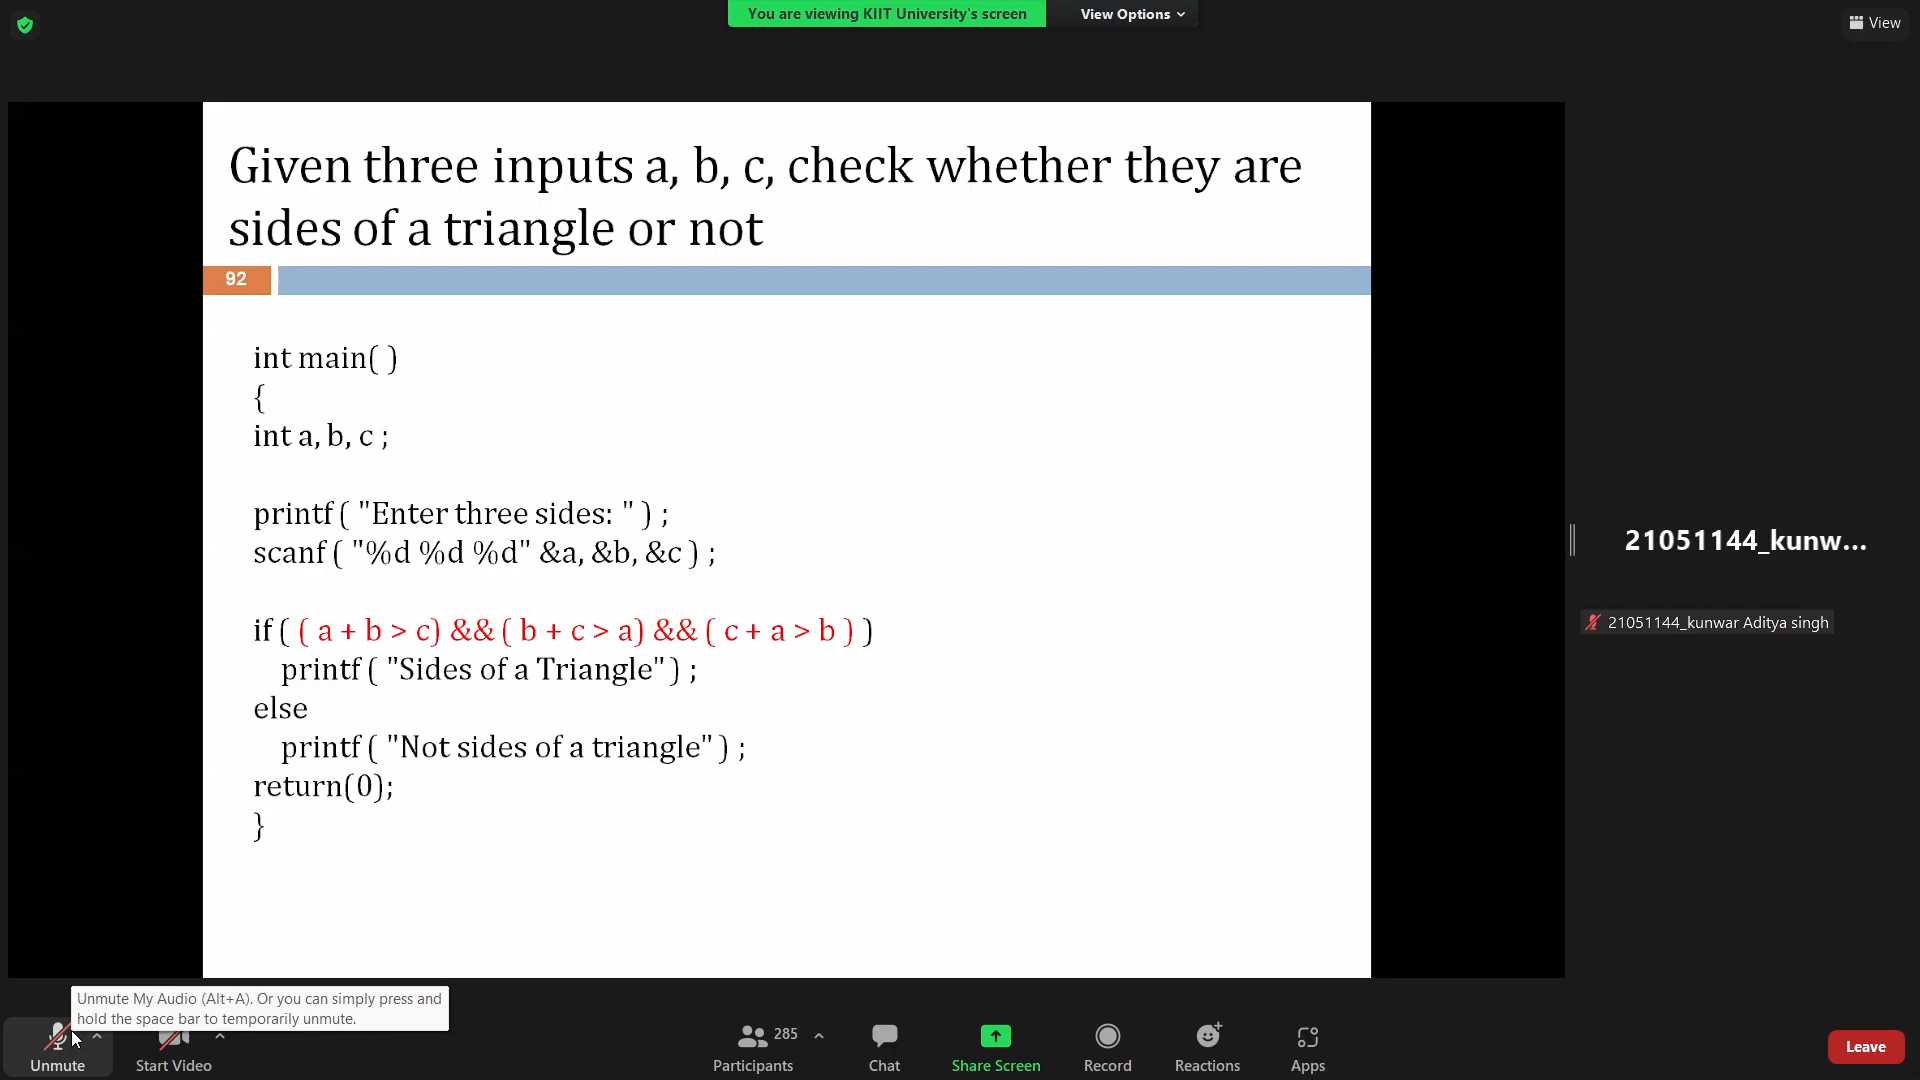 You are viewing KIIT University's screen
View Options
View
Given three inputs a, b, c, check whether they are
sides of a triangle or not
92
int main( )
{
int a, b, c ;
printf ( "Enter three sides: " ) ;
scanf ( "%d %d %d" &a, &b, &c ) ;
if ( ( a + b > c) && ( b + c > a) && ( c + a > b ) )
printf ( "Sides of a Triangle" ) ;
else
printf ( "Not sides of a triangle" ) ;
return(0);
}
21051144_kunw...
21051144_kunwar Aditya singh
Unmute My Audio (Alt+A). Or you can simply press and
hold the space bar to temporarily unmute.
Unmute
Start Video
285
Participants
Chat
Share Screen
Record
Reactions
Apps
Leave